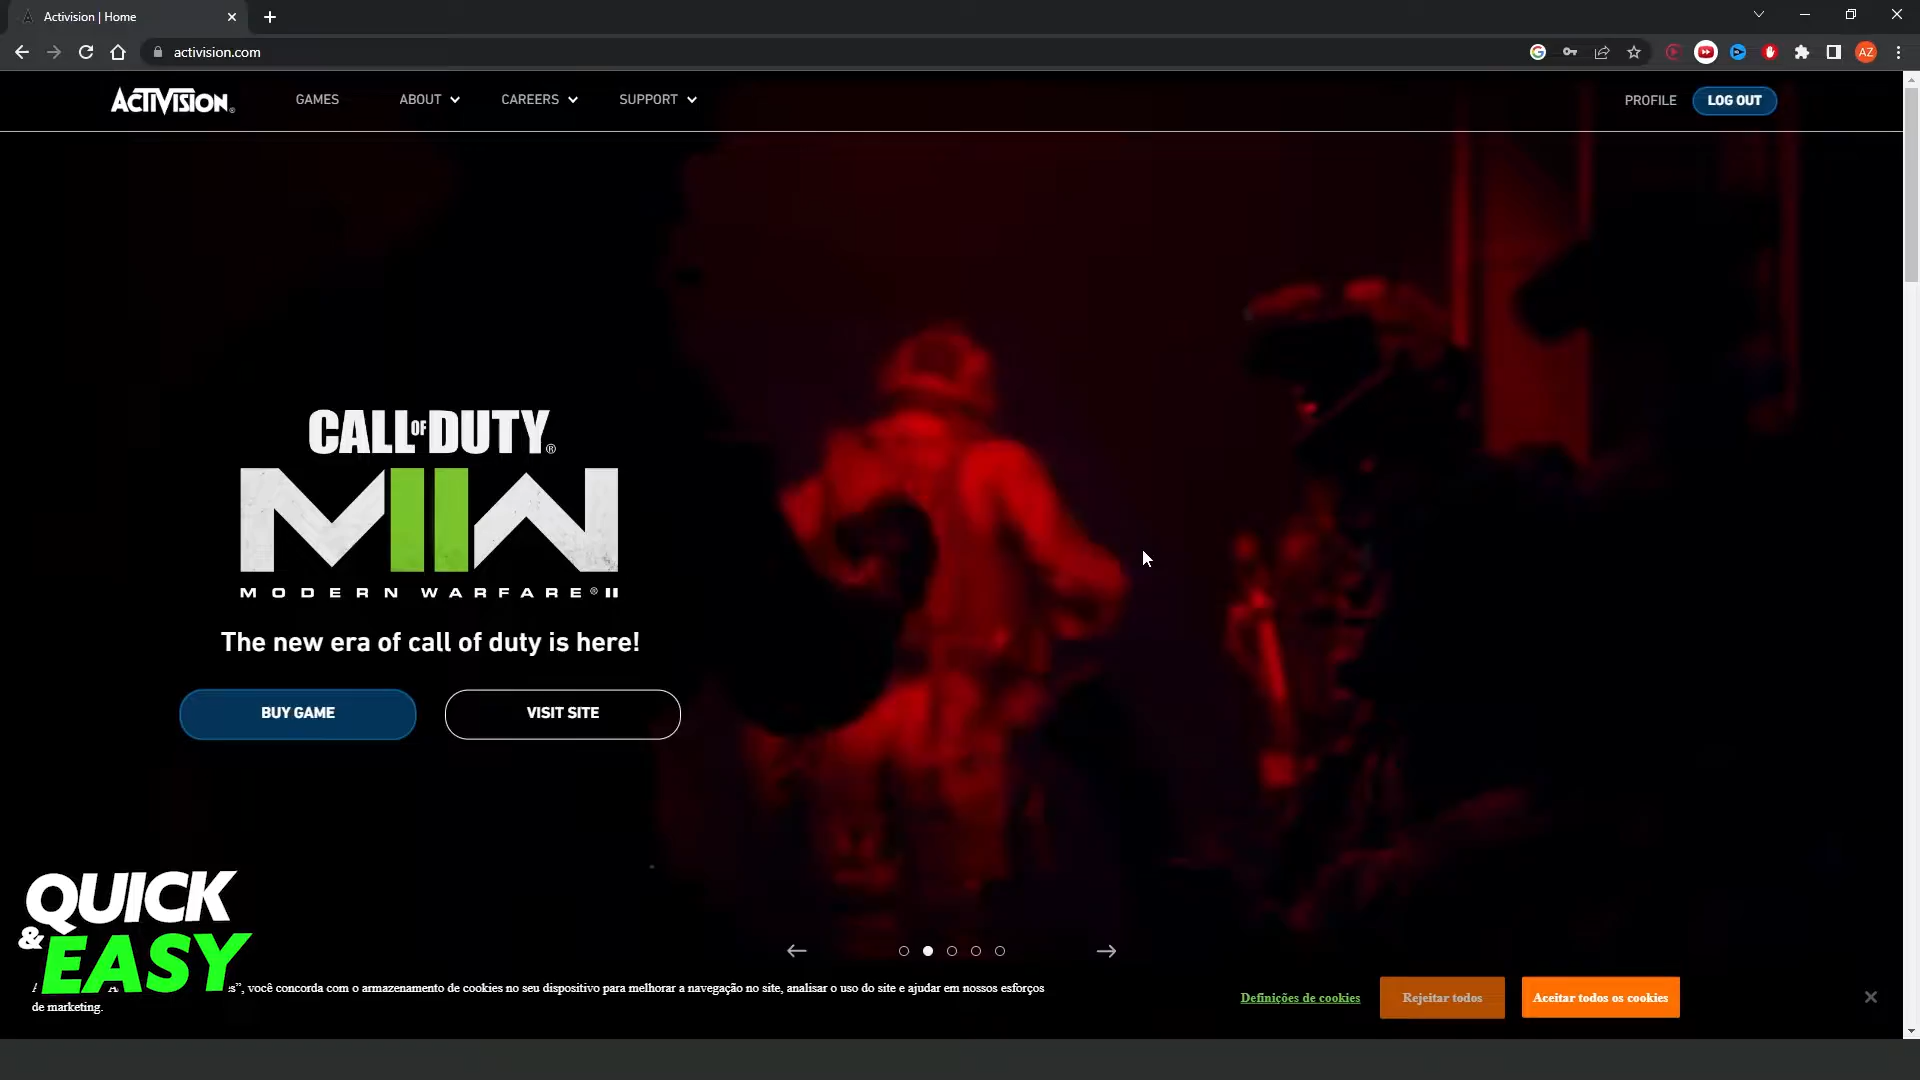 Activision | Home
activision.com
AZ
ACTIVISION®
GAMES
ABOUT
CAREERS
SUPPORT
PROFILE
LOG OUT
CALL OF DUTY®
MIIW
MODERN WARFARE® II
The new era of call of duty is here!
BUY GAME
VISIT SITE
QUICK
& EASY
", você concorda com o armazenamento de cookies no seu dispositivo para melhorar a navegação no site, analisar o uso do site e ajudar em nossos esforços
de marketing.
Definições de cookies
Rejeitar todos
Aceitar todos os cookies